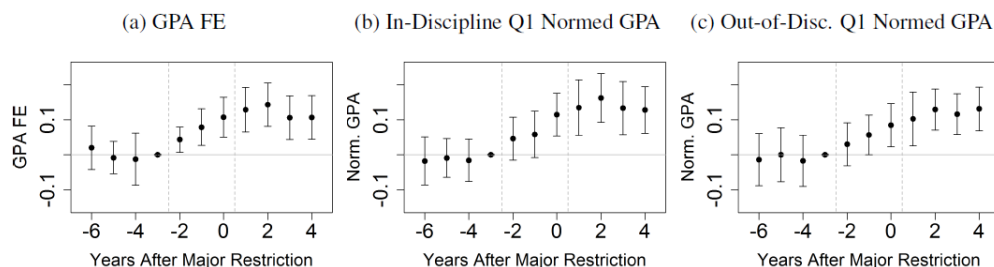 (a) GPA FE
(b) In-Discipline Q1 Normed GPA
(c) Out-of-Disc. Q1 Normed GPA
GPA FE
0.1
-0.1
-6 -4 -2 0 2 4
Years After Major Restriction
Norm. GPA
0.1
-0.1
-6 -4 -2 0 2 4
Years After Major Restriction
Norm. GPA
0.1
-0.1
-6 -4 -2 0 2 4
Years After Major Restriction